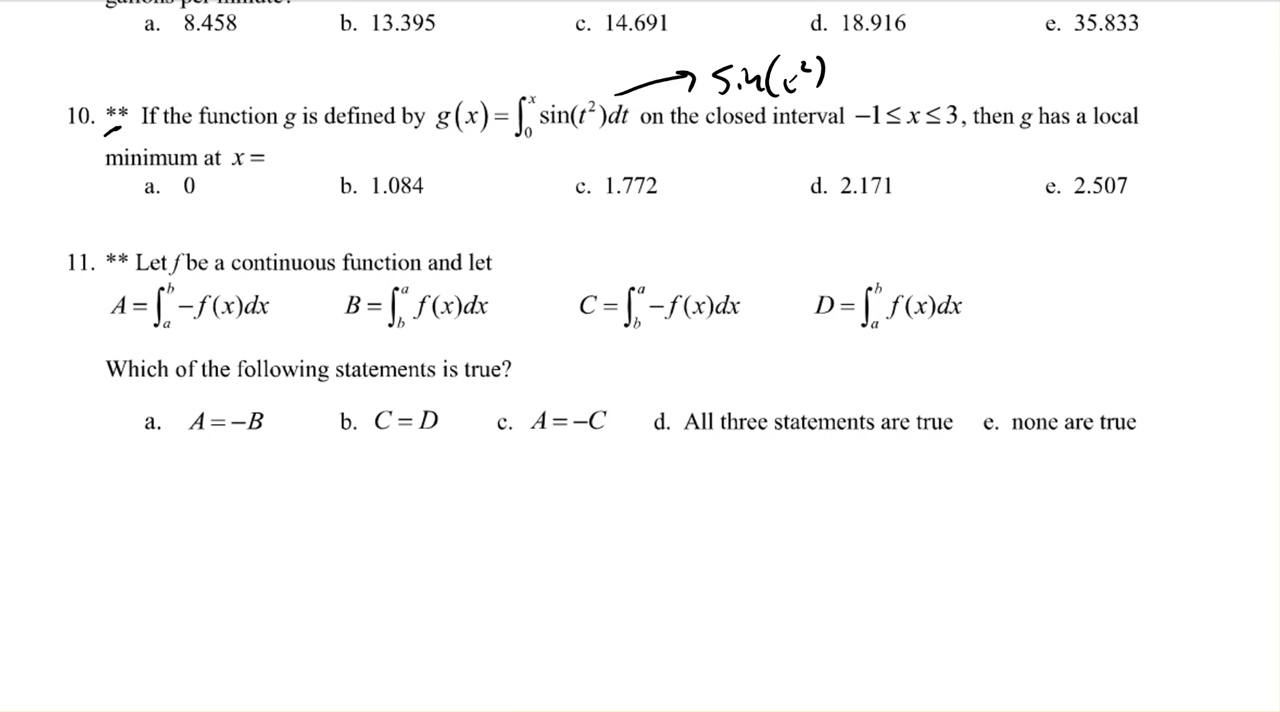 a. 8.458 b. 13.395 c. 14.691 d. 18.916 e. 35.833
→ sin(t²)
10. ** If the function g is defined by g(x) = ∫₀ˣ sin(t²)dt on the closed interval −1 ≤ x ≤ 3, then g has a local
minimum at x =
a. 0 b. 1.084 c. 1.772 d. 2.171 e. 2.507
11. ** Let f be a continuous function and let
A = ∫ₐᵇ −f(x)dx B = ∫_b^a f(x)dx C = ∫_b^a −f(x)dx D = ∫ₐᵇ f(x)dx
Which of the following statements is true?
a. A = −B b. C = D c. A = −C d. All three statements are true e. none are true